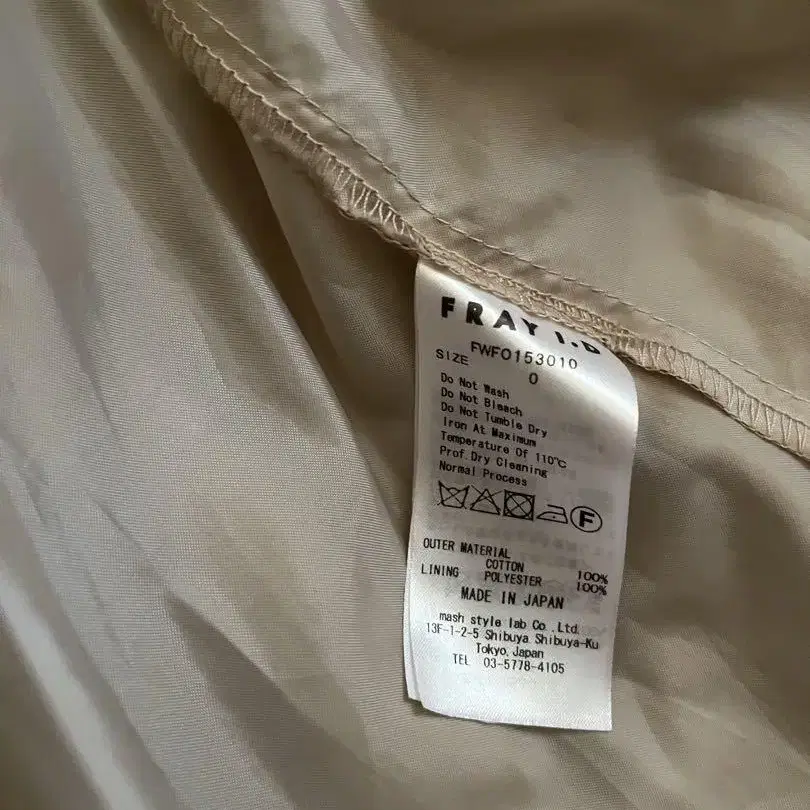 FRAY I.D
FWFO153010
SIZE 0
Do Not Wash
Do Not Bleach
Do Not Tumble Dry
Iron At Maximum
Temperature Of 110℃
Prof.Dry Cleaning
Normal Process
F
OUTER MATERIAL
COTTON 100%
LINING POLYESTER 100%
MADE IN JAPAN
mash style lab Co.,Ltd.
13F-1-2-5 Shibuya Shibuya-Ku
Tokyo,Japan
TEL 03-5778-4105